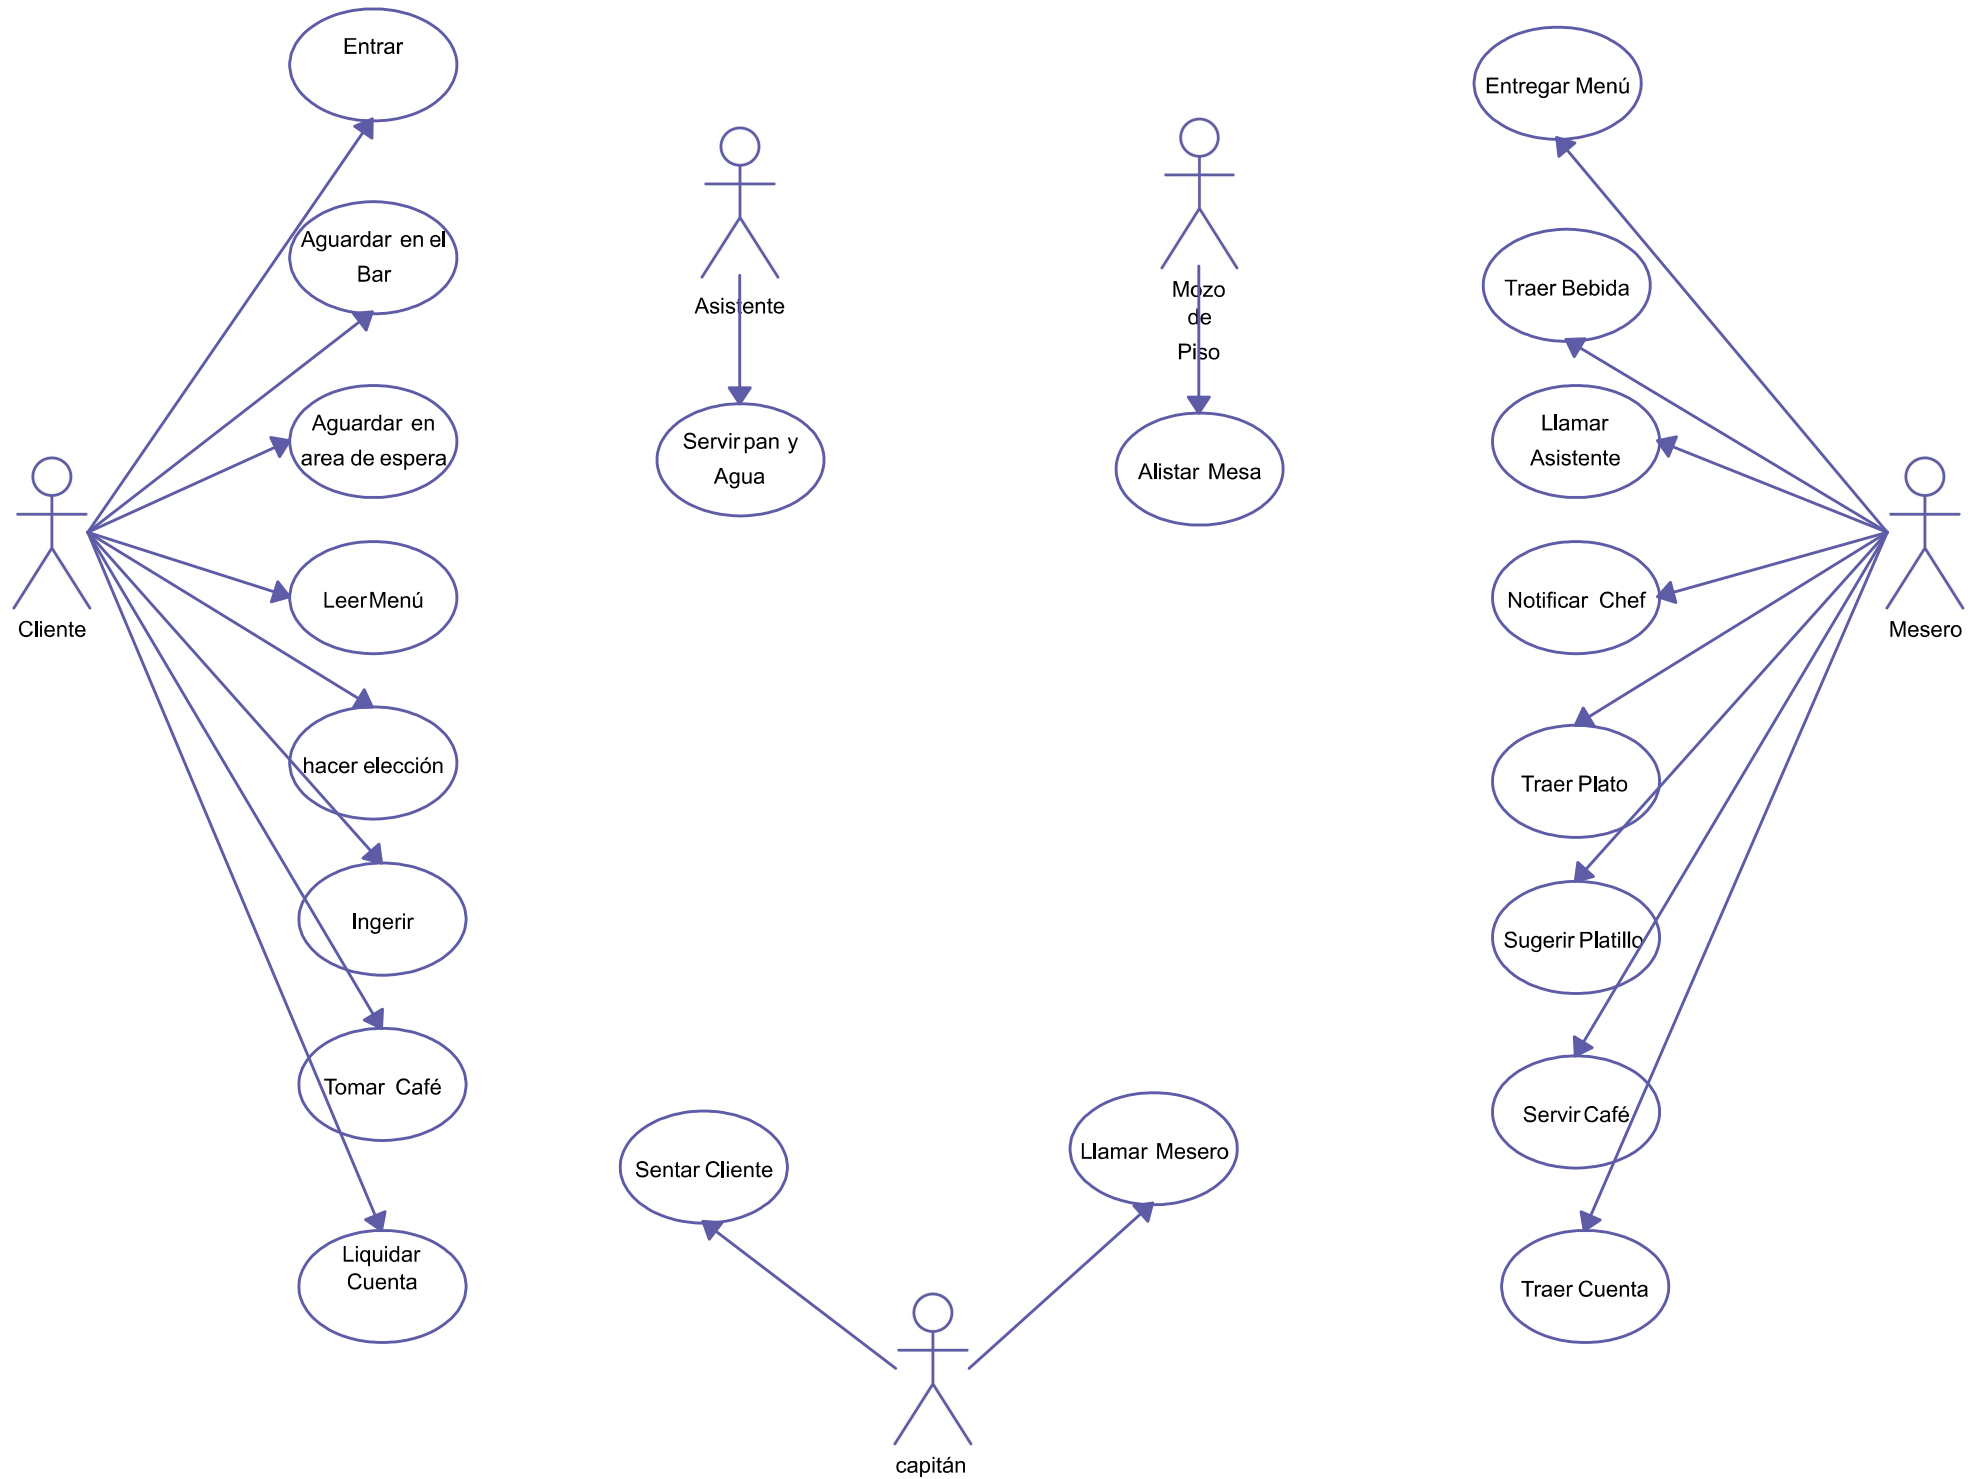 Entrar
Aguardar en el
Bar
Aguardar en
area de espera
Cliente
Leer Menú
hacer elección
Ingerir
Tomar Café
Liquidar
Cuenta
Asistente
Servir pan y
Agua
Mozo
de
Piso
Alistar Mesa
Sentar Cliente
Llamar Mesero
capitán
Entregar Menú
Traer Bebida
Llamar
Asistente
Notificar Chef
Mesero
Traer Plato
Sugerir Platillo
Servir Café
Traer Cuenta